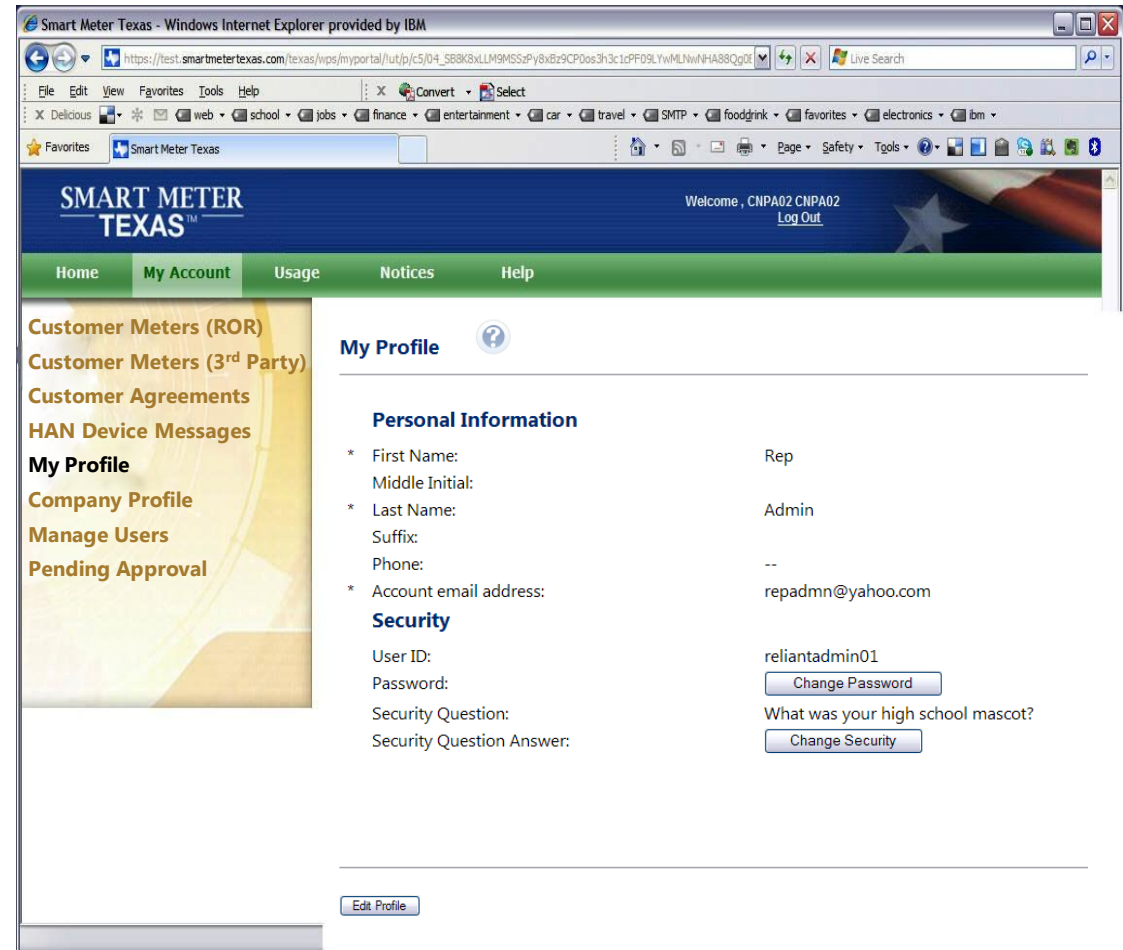 Smart Meter Texas - Windows Internet Explorer provided by IBM
https://test.smartmetertexas.com/texas/wps/myportal/!ut/p/c5/04_SB8K8xLLM9MSSzPy8xBz9CP0os3h3c1cPF09LYwMLNwNHA88Qg0E
Live Search
File Edit View Favorites Tools Help
X Convert Select
X Delicious web school jobs finance entertainment car travel SMTP fooddrink favorites electronics ibm
Favorites Smart Meter Texas Page Safety Tools
SMART METER
TEXAS™
Welcome , CNPA02 CNPA02
Log Out
Home My Account Usage Notices Help
Customer Meters (ROR)
Customer Meters (3rd Party)
Customer Agreements
HAN Device Messages
My Profile
Company Profile
Manage Users
Pending Approval
My Profile ?
Personal Information
* First Name: Rep
Middle Initial:
* Last Name: Admin
Suffix:
Phone: --
* Account email address: repadmn@yahoo.com
Security
User ID: reliantadmin01
Password: Change Password
Security Question: What was your high school mascot?
Security Question Answer: Change Security
Edit Profile